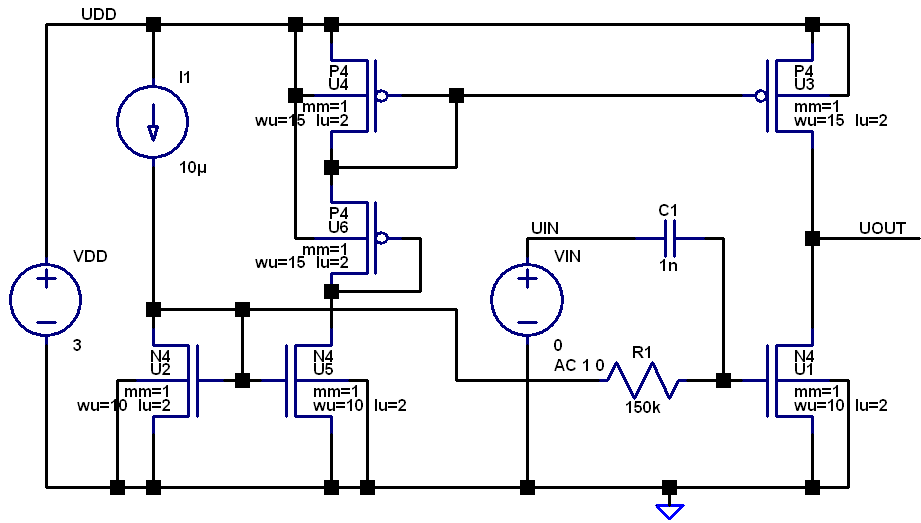 UDD
I1
10µ
P4
U4
mm=1
wu=15 lu=2
P4
U3
mm=1
wu=15 lu=2
P4
U6
mm=1
wu=15 lu=2
C1
1n
UIN
VIN
0
AC 1 0
UOUT
VDD
3
N4
U2
mm=1
wu=10 lu=2
N4
U5
mm=1
wu=10 lu=2
R1
150k
N4
U1
mm=1
wu=10 lu=2